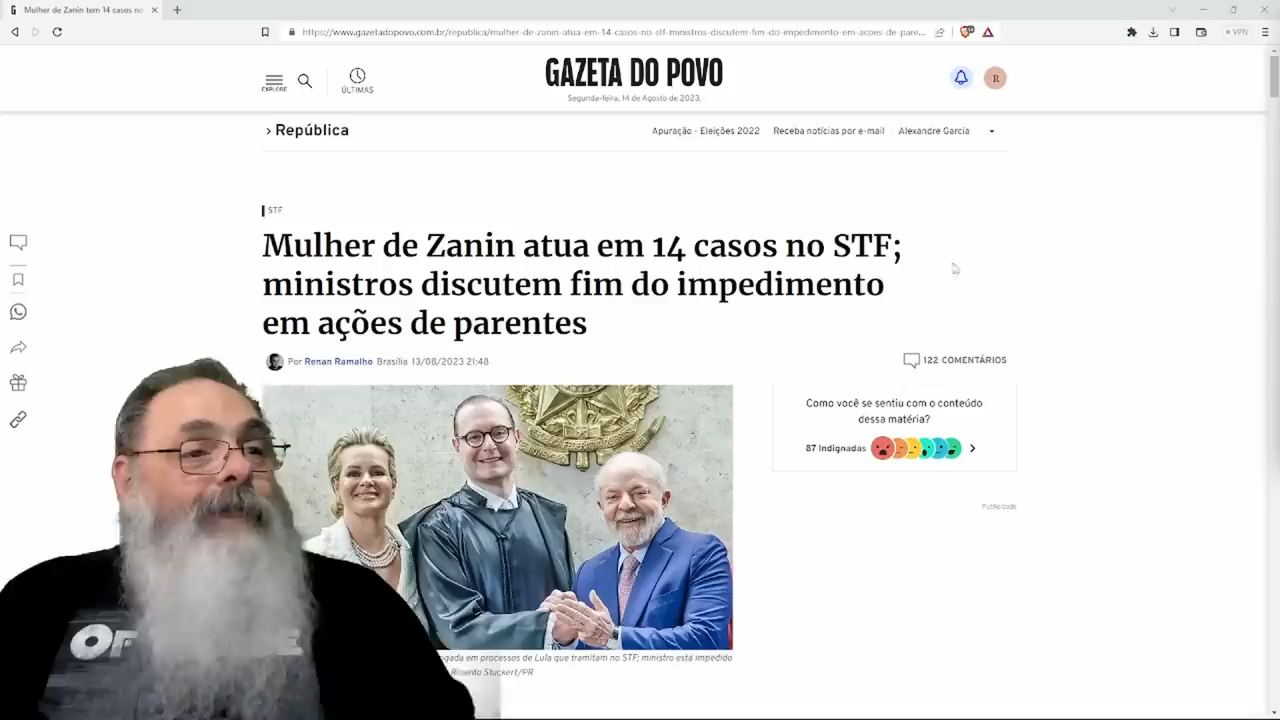 Mulher de Zanin tem 14 casos no
https://www.gazetadopovo.com.br/republica/mulher-de-zanin-atua-em-14-casos-no-stf-ministros-discutem-fim-do-impedimento-em-acoes-de-pare...
VPN
EXPLORE
ÚLTIMAS
GAZETA DO POVO
Segunda-feira, 14 de Agosto de 2023.
R
República
Apuração - Eleições 2022
Receba notícias por e-mail
Alexandre Garcia
STF
Mulher de Zanin atua em 14 casos no STF;
ministros discutem fim do impedimento
em ações de parentes
Por Renan Ramalho Brasília 13/08/2023 21:48
122 COMENTÁRIOS
Como você se sentiu com o conteúdo
dessa matéria?
87 Indignadas
Publicidade
em processos de Lula que tramitam no STF; ministro está impedido
Ricardo Stuckert/PR